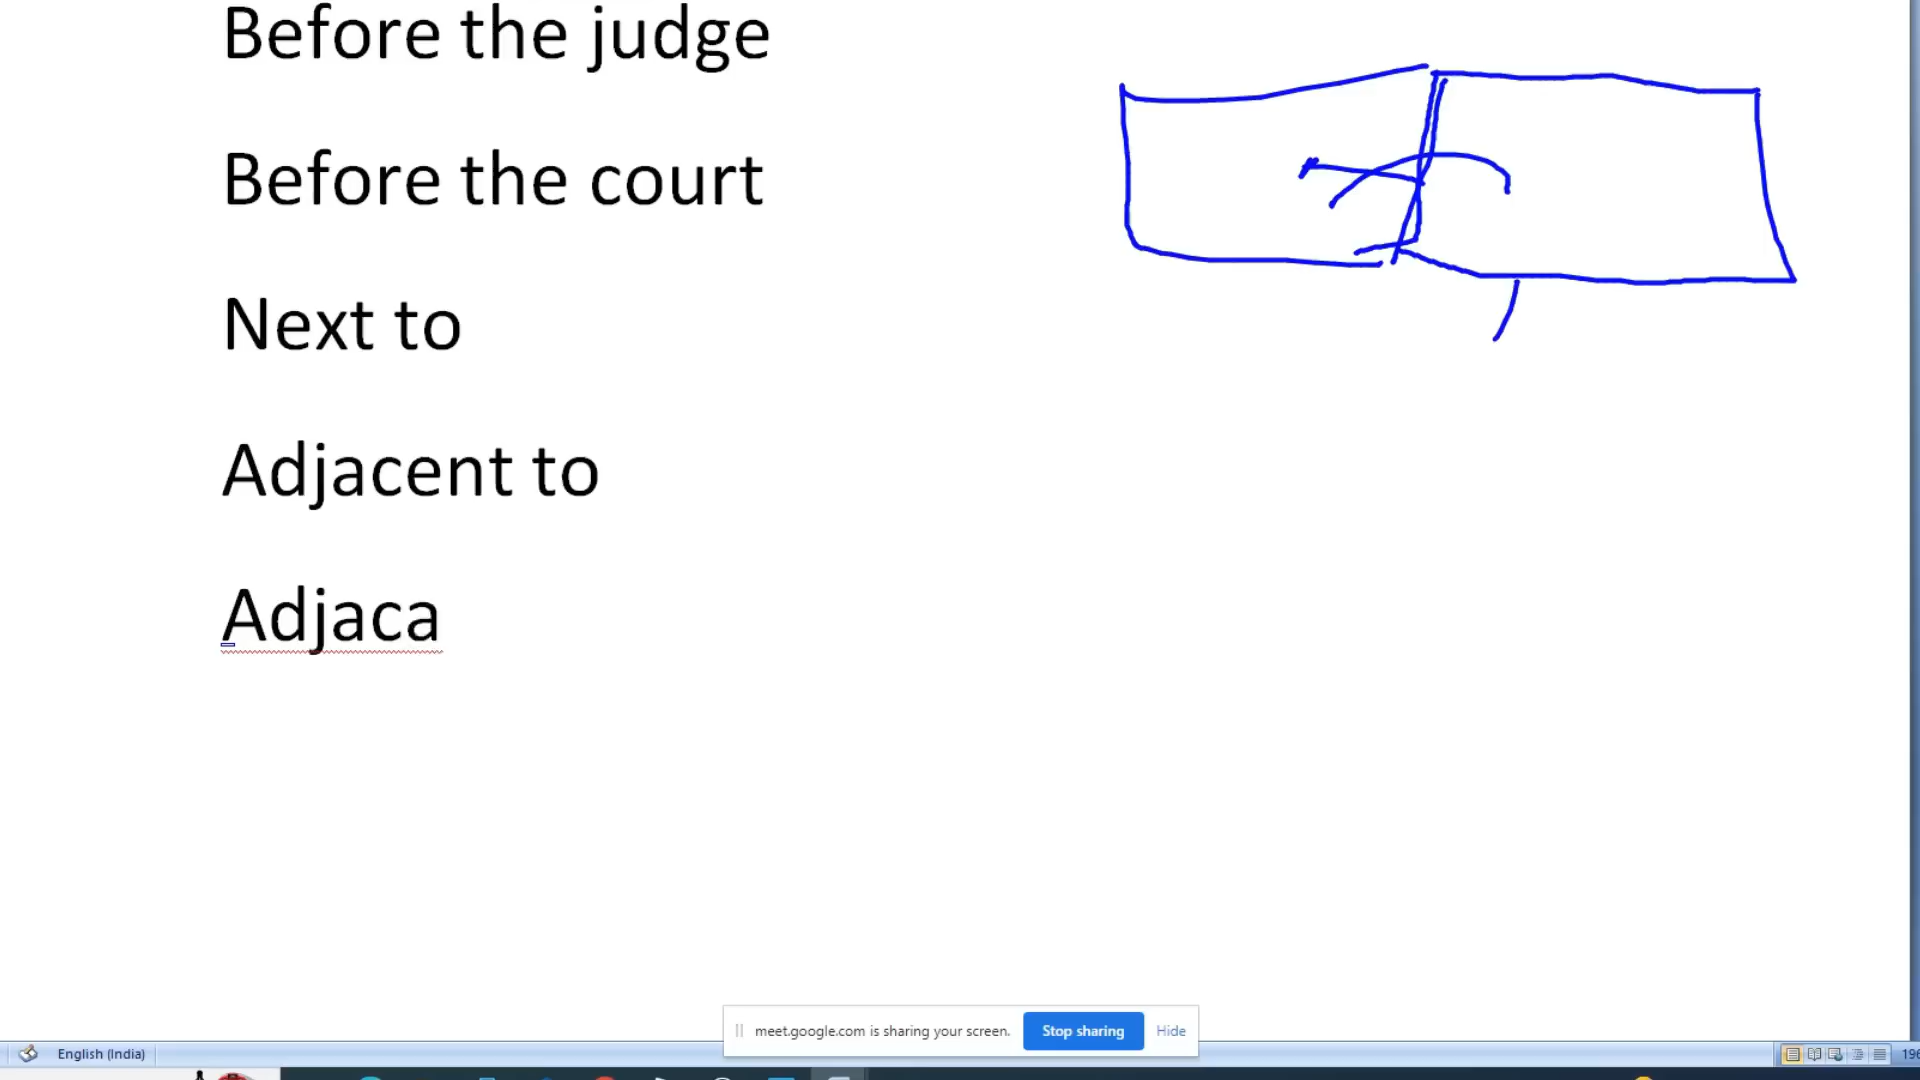 Before the judge
Before the court
Next to
Adjacent to
Adjaca
meet.google.com is sharing your screen. Stop sharing Hide
English (India)
196